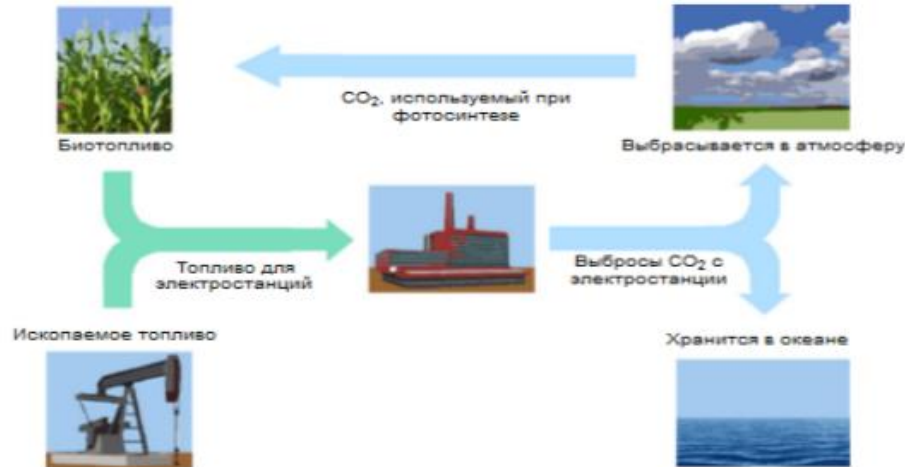 CO₂, используемый при
фотосинтезе
Биотопливо
Выбрасывается в атмосферу
Топливо для
электростанций
Выбросы CO₂ с
электростанции
Ископаемое топливо
Хранится в океане